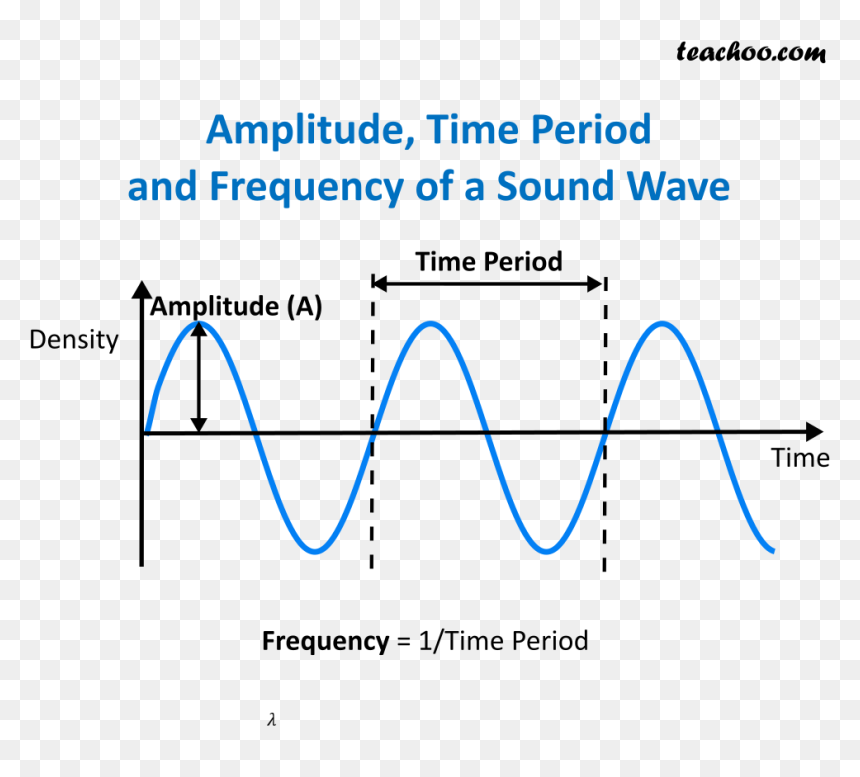 teachoo.com
Amplitude, Time Period
and Frequency of a Sound Wave
Time Period
Amplitude (A)
Density
Time
Frequency = 1/Time Period
λ